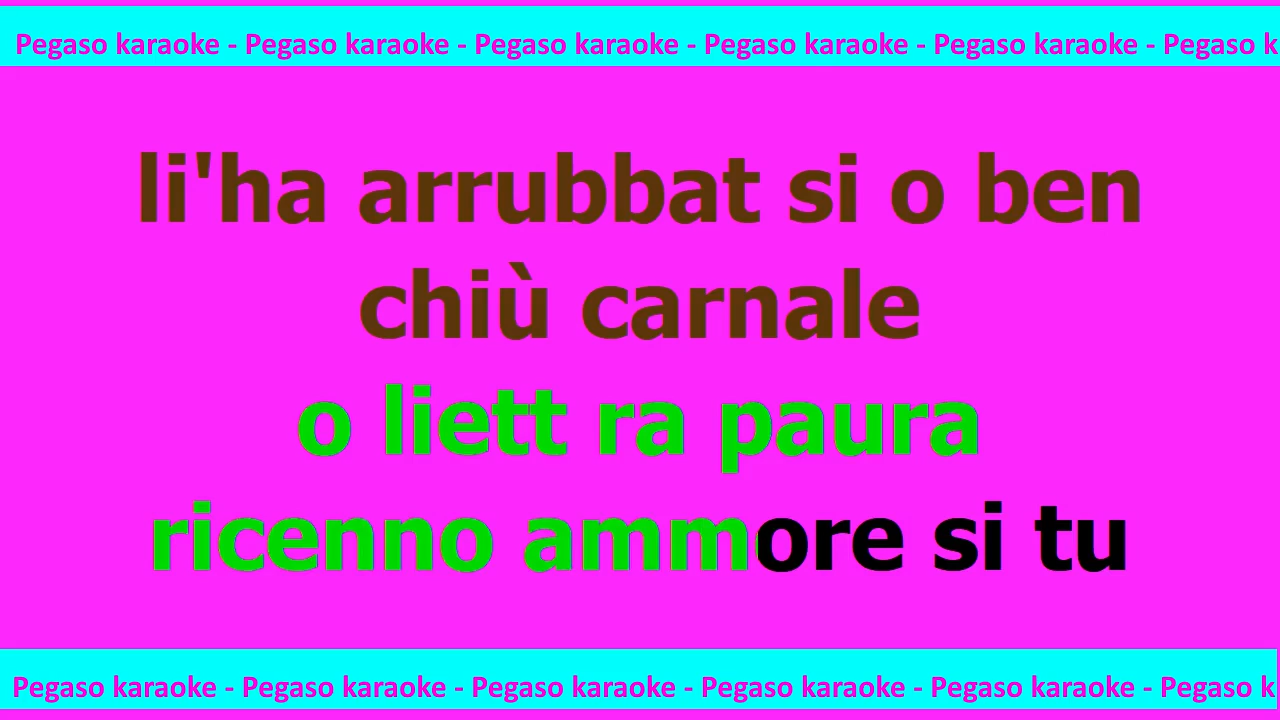 Pegaso karaoke - Pegaso karaoke - Pegaso karaoke - Pegaso karaoke - Pegaso karaoke - Pegaso k
li'ha arrubbat si o ben
chiù carnale
o liett ra paura
ricenno ammore si tu
Pegaso karaoke - Pegaso karaoke - Pegaso karaoke - Pegaso karaoke - Pegaso karaoke - Pegaso k